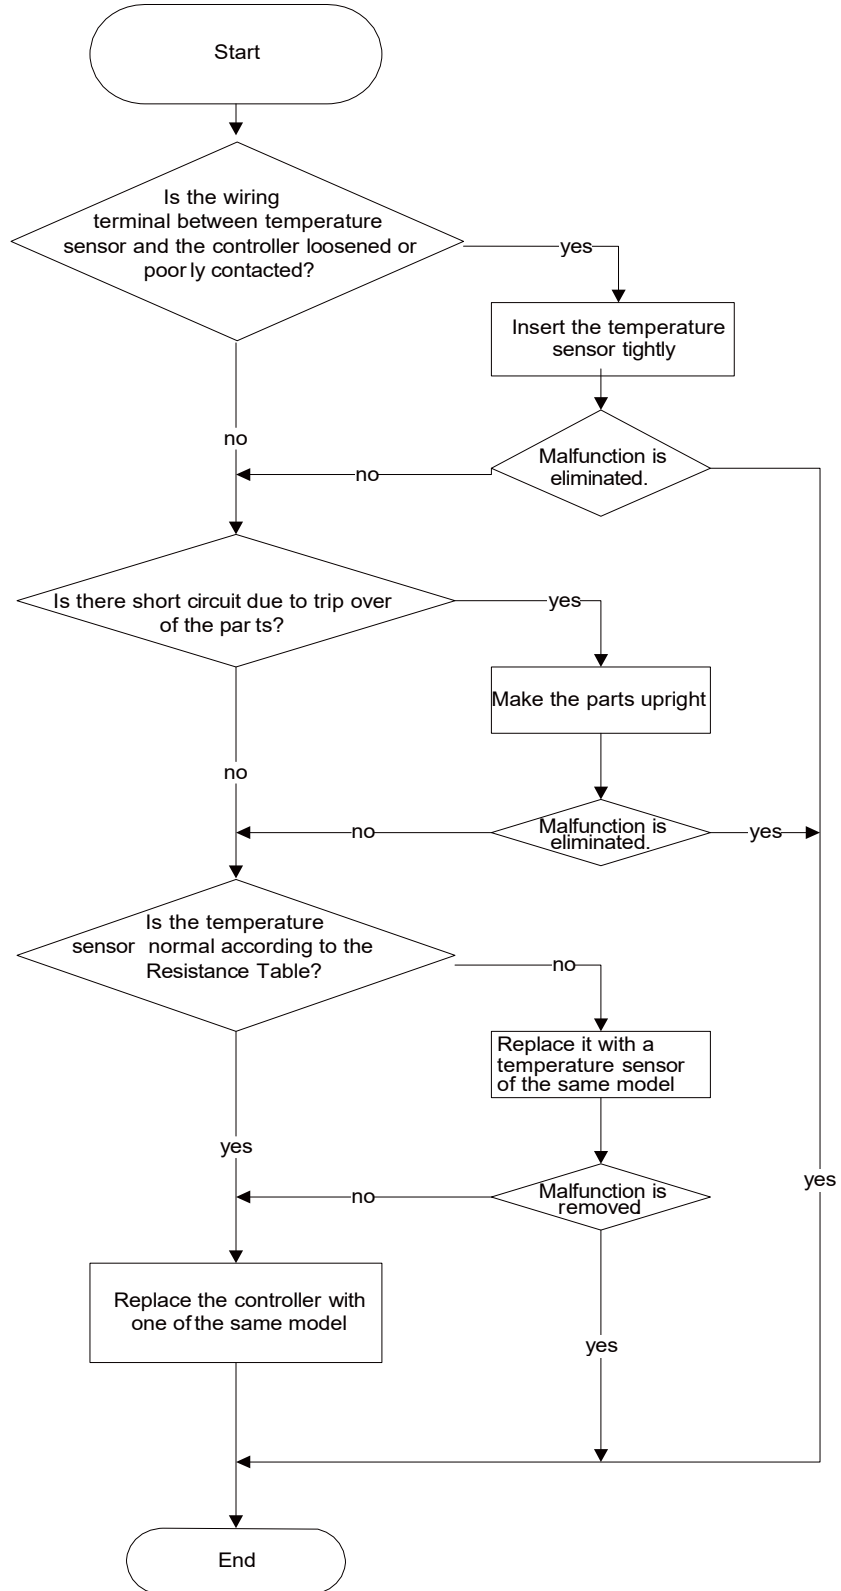 Start
Is the wiring
terminal between temperature
sensor and the controller loosened or
poorly contacted?
yes
Insert the temperature
sensor tightly
no
Malfunction is
eliminated.
no
Is there short circuit due to trip over
of the parts?
yes
Make the parts upright
no
Malfunction is
eliminated.
no
yes
Is the temperature
sensor normal according to the
Resistance Table?
no
Replace it with a
temperature sensor
of the same model
yes
Malfunction is
removed
no
yes
Replace the controller with
one of the same model
yes
End